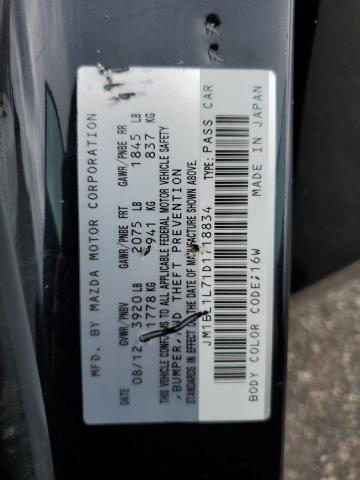 MFD. BY MAZDA MOTOR CORPORATION
DATE GVWR/PNBV GAWR/PNBE FRT GAWR/PNBE RR
08/12 3920 LB 2075 LB 1845 LB
1778 KG 941 KG 837 KG
THIS VEHICLE CONFORMS TO ALL APPLICABLE FEDERAL MOTOR VEHICLE SAFETY
,BUMPER, AND THEFT PREVENTION
STANDARDS IN EFFECT ON THE DATE OF MANUFACTURE SHOWN ABOVE.
JM1BL1L71D1718834 TYPE: PASS CAR
BODY COLOR CODE;16W MADE IN JAPAN